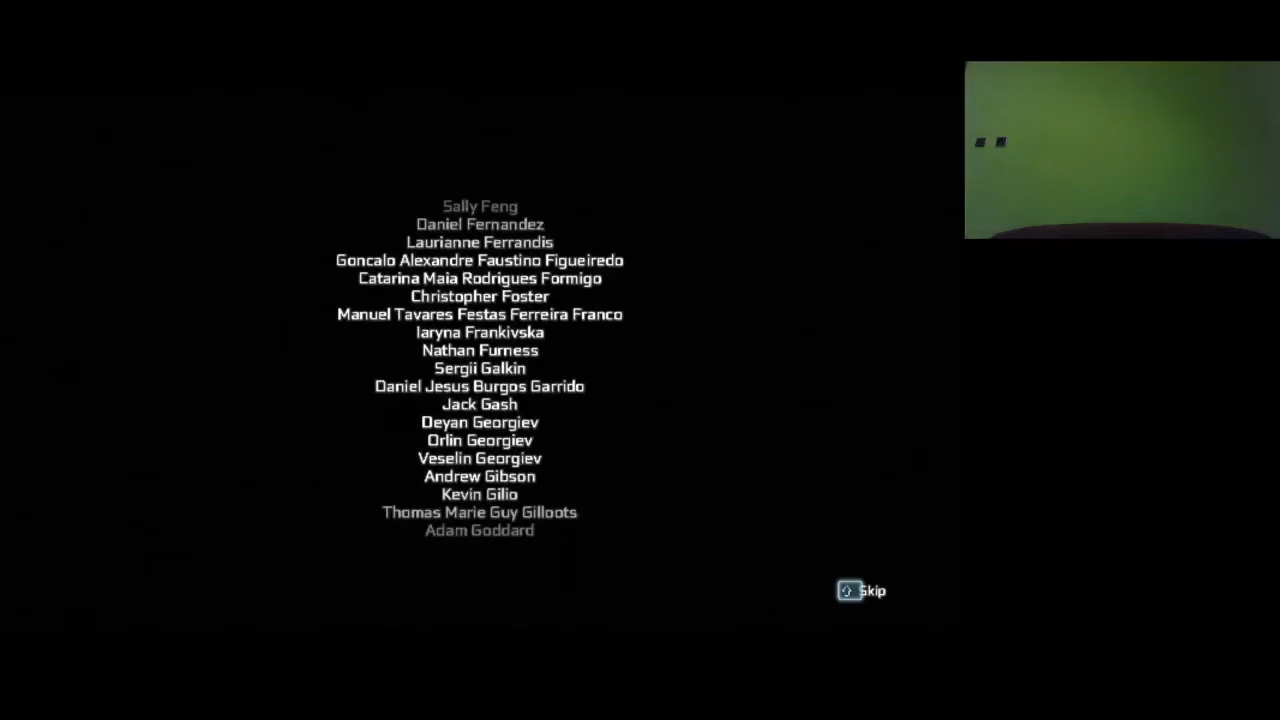 Sally Feng
Daniel Fernandez
Laurianne Ferrandis
Goncalo Alexandre Faustino Figueiredo
Catarina Maia Rodrigues Formigo
Christopher Foster
Manuel Tavares Festas Ferreira Franco
Iaryna Frankivska
Nathan Furness
Sergii Galkin
Daniel Jesus Burgos Garrido
Jack Gash
Deyan Georgiev
Orlin Georgiev
Veselin Georgiev
Andrew Gibson
Kevin Gilio
Thomas Marie Guy Gilloots
Adam Goddard
Skip